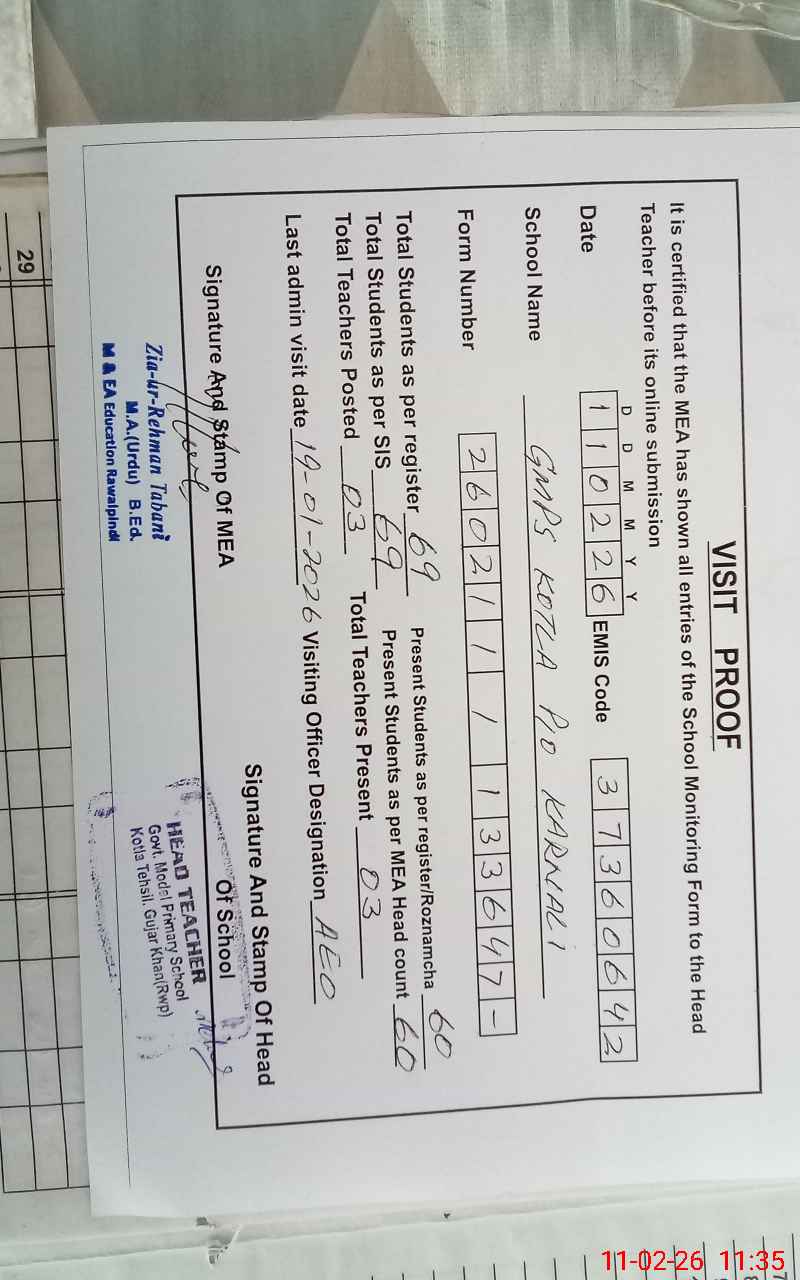 VISIT PROOF
It is certified that the MEA has shown all entries of the School Monitoring Form to the Head
Teacher before its online submission
D D M M Y Y
Date 1 1 0 2 2 6 EMIS Code 3 7 3 6 0 6 4 2
School Name GMPS KOTLA P/O KARNALI
Form Number 2 6 0 2 1 1 1 1 3 3 6 4 7 -
Total Students as per register 69 Present Students as per register/Roznamcha 60
Total Students as per SIS 69 Present Students as per MEA Head count 60
Total Teachers Posted 03 Total Teachers Present 03
Last admin visit date 19-01-2026 Visiting Officer Designation AEO
Signature And Stamp Of MEA
Signature And Stamp Of Head
Of School
Zia-ur-Rehman Tabani
M.A.(Urdu) B.Ed.
M & EA Education Rawalpindi
HEAD TEACHER
Govt. Model Primary School
Kotla Tehsil. Gujar Khan(Rwp)
29
11-02-26 11:35